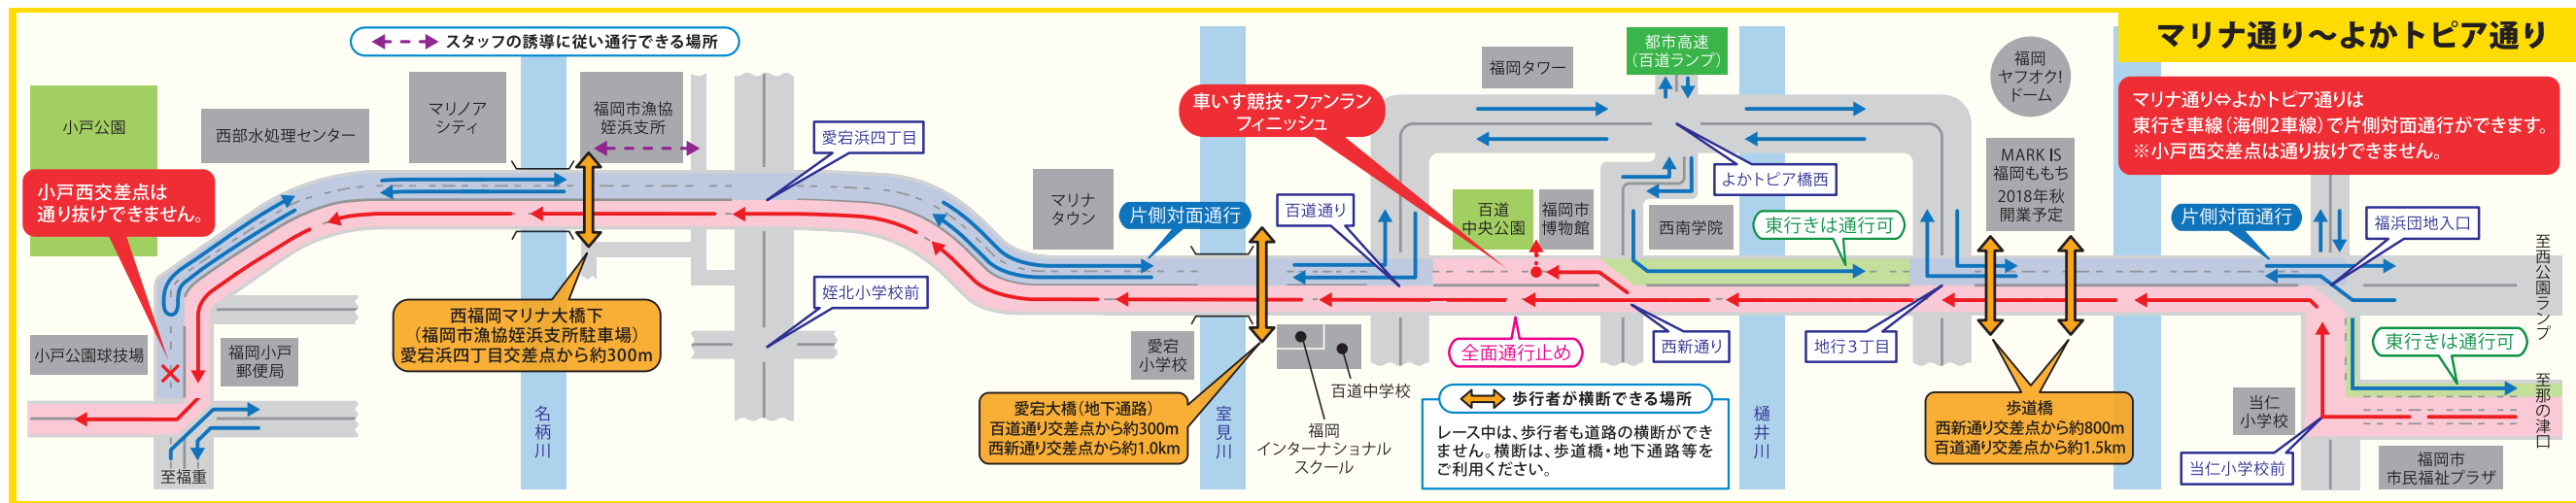 マリナ通り～よかトピア通り
マリナ通り⇔よかトピア通りは
東行き車線（海側2車線）で片側対面通行ができます。
※小戸西交差点は通り抜けできません。
スタッフの誘導に従い通行できる場所
小戸公園
西部水処理センター
マリノア
シティ
福岡市漁協
姪浜支所
愛宕浜四丁目
小戸西交差点は
通り抜けできません。
車いす競技・ファンラン
フィニッシュ
福岡タワー
都市高速
（百道ランプ）
福岡
ヤフオク！
ドーム
MARK IS
福岡ももち
2018年秋
開業予定
よかトピア橋西
マリナ
タウン
片側対面通行
百道通り
百道
中央公園
福岡市
博物館
西南学院
東行きは通行可
片側対面通行
福浜団地入口
至西公園ランプ
小戸公園球技場
福岡小戸
郵便局
西福岡マリナ大橋下
（福岡市漁協姪浜支所駐車場）
愛宕浜四丁目交差点から約300m
姪北小学校前
愛宕
小学校
百道中学校
福岡
インターナショナル
スクール
全面通行止め
西新通り
地行3丁目
東行きは通行可
至那の津口
愛宕大橋（地下通路）
百道通り交差点から約300m
西新通り交差点から約1.0km
歩行者が横断できる場所
レース中は、歩行者も道路の横断ができ
ません。横断は、歩道橋・地下通路等を
ご利用ください。
歩道橋
西新通り交差点から約800m
百道通り交差点から約1.5km
当仁
小学校
当仁小学校前
福岡市
市民福祉プラザ
至福重
名柄川
室見川
樋井川